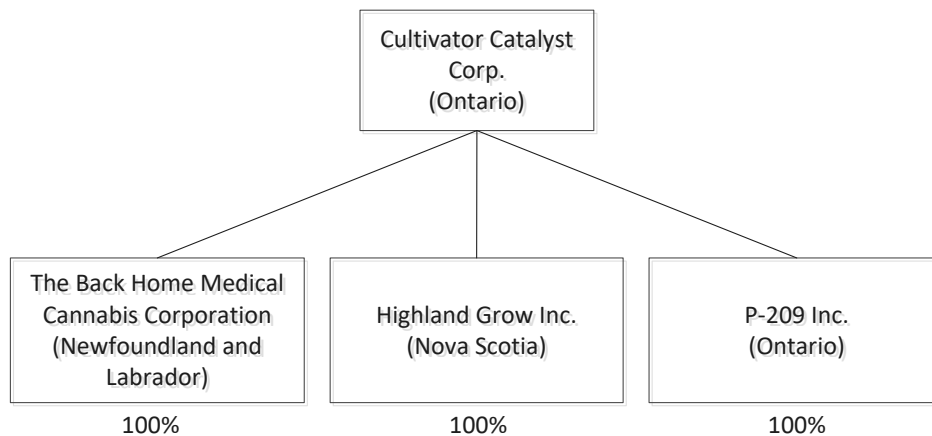 Cultivator Catalyst
Corp.
(Ontario)
The Back Home Medical
Cannabis Corporation
(Newfoundland and
Labrador)
Highland Grow Inc.
(Nova Scotia)
P-209 Inc.
(Ontario)
100%
100%
100%